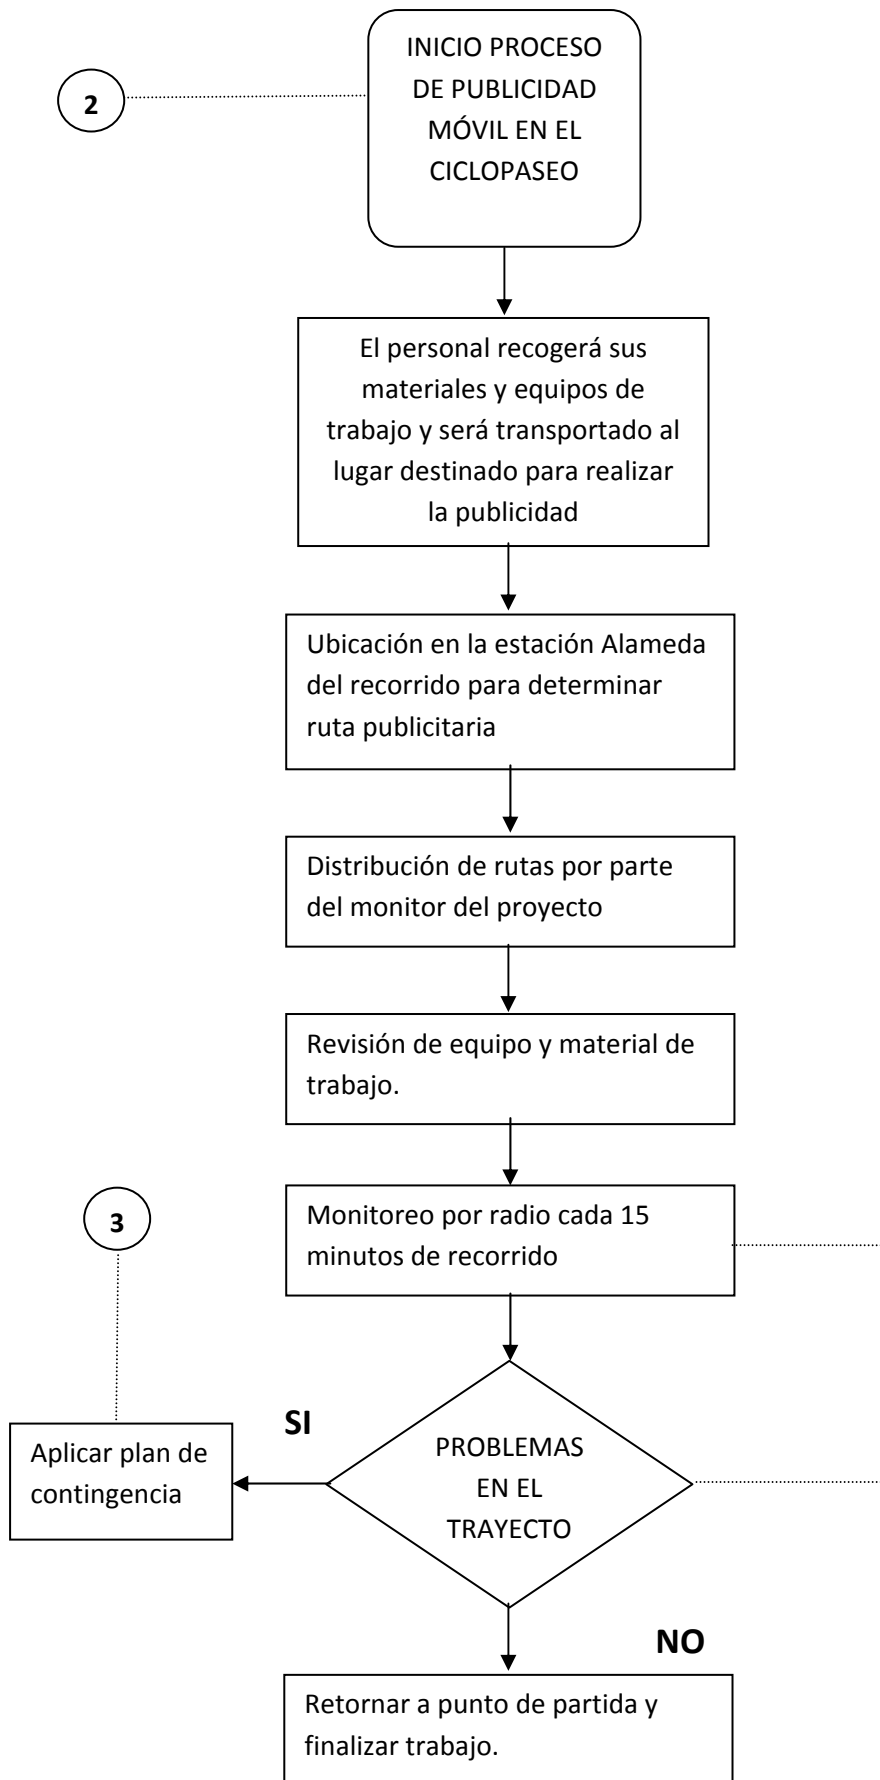 INICIO PROCESO
DE PUBLICIDAD
MÓVIL EN EL
CICLOPASEO
2
El personal recogerá sus
materiales y equipos de
trabajo y será transportado al
lugar destinado para realizar
la publicidad
Ubicación en la estación Alameda
del recorrido para determinar
ruta publicitaria
Distribución de rutas por parte
del monitor del proyecto
Revisión de equipo y material de
trabajo.
3
Monitoreo por radio cada 15
minutos de recorrido
SI
Aplicar plan de
contingencia
PROBLEMAS
EN EL
TRAYECTO
NO
Retornar a punto de partida y
finalizar trabajo.